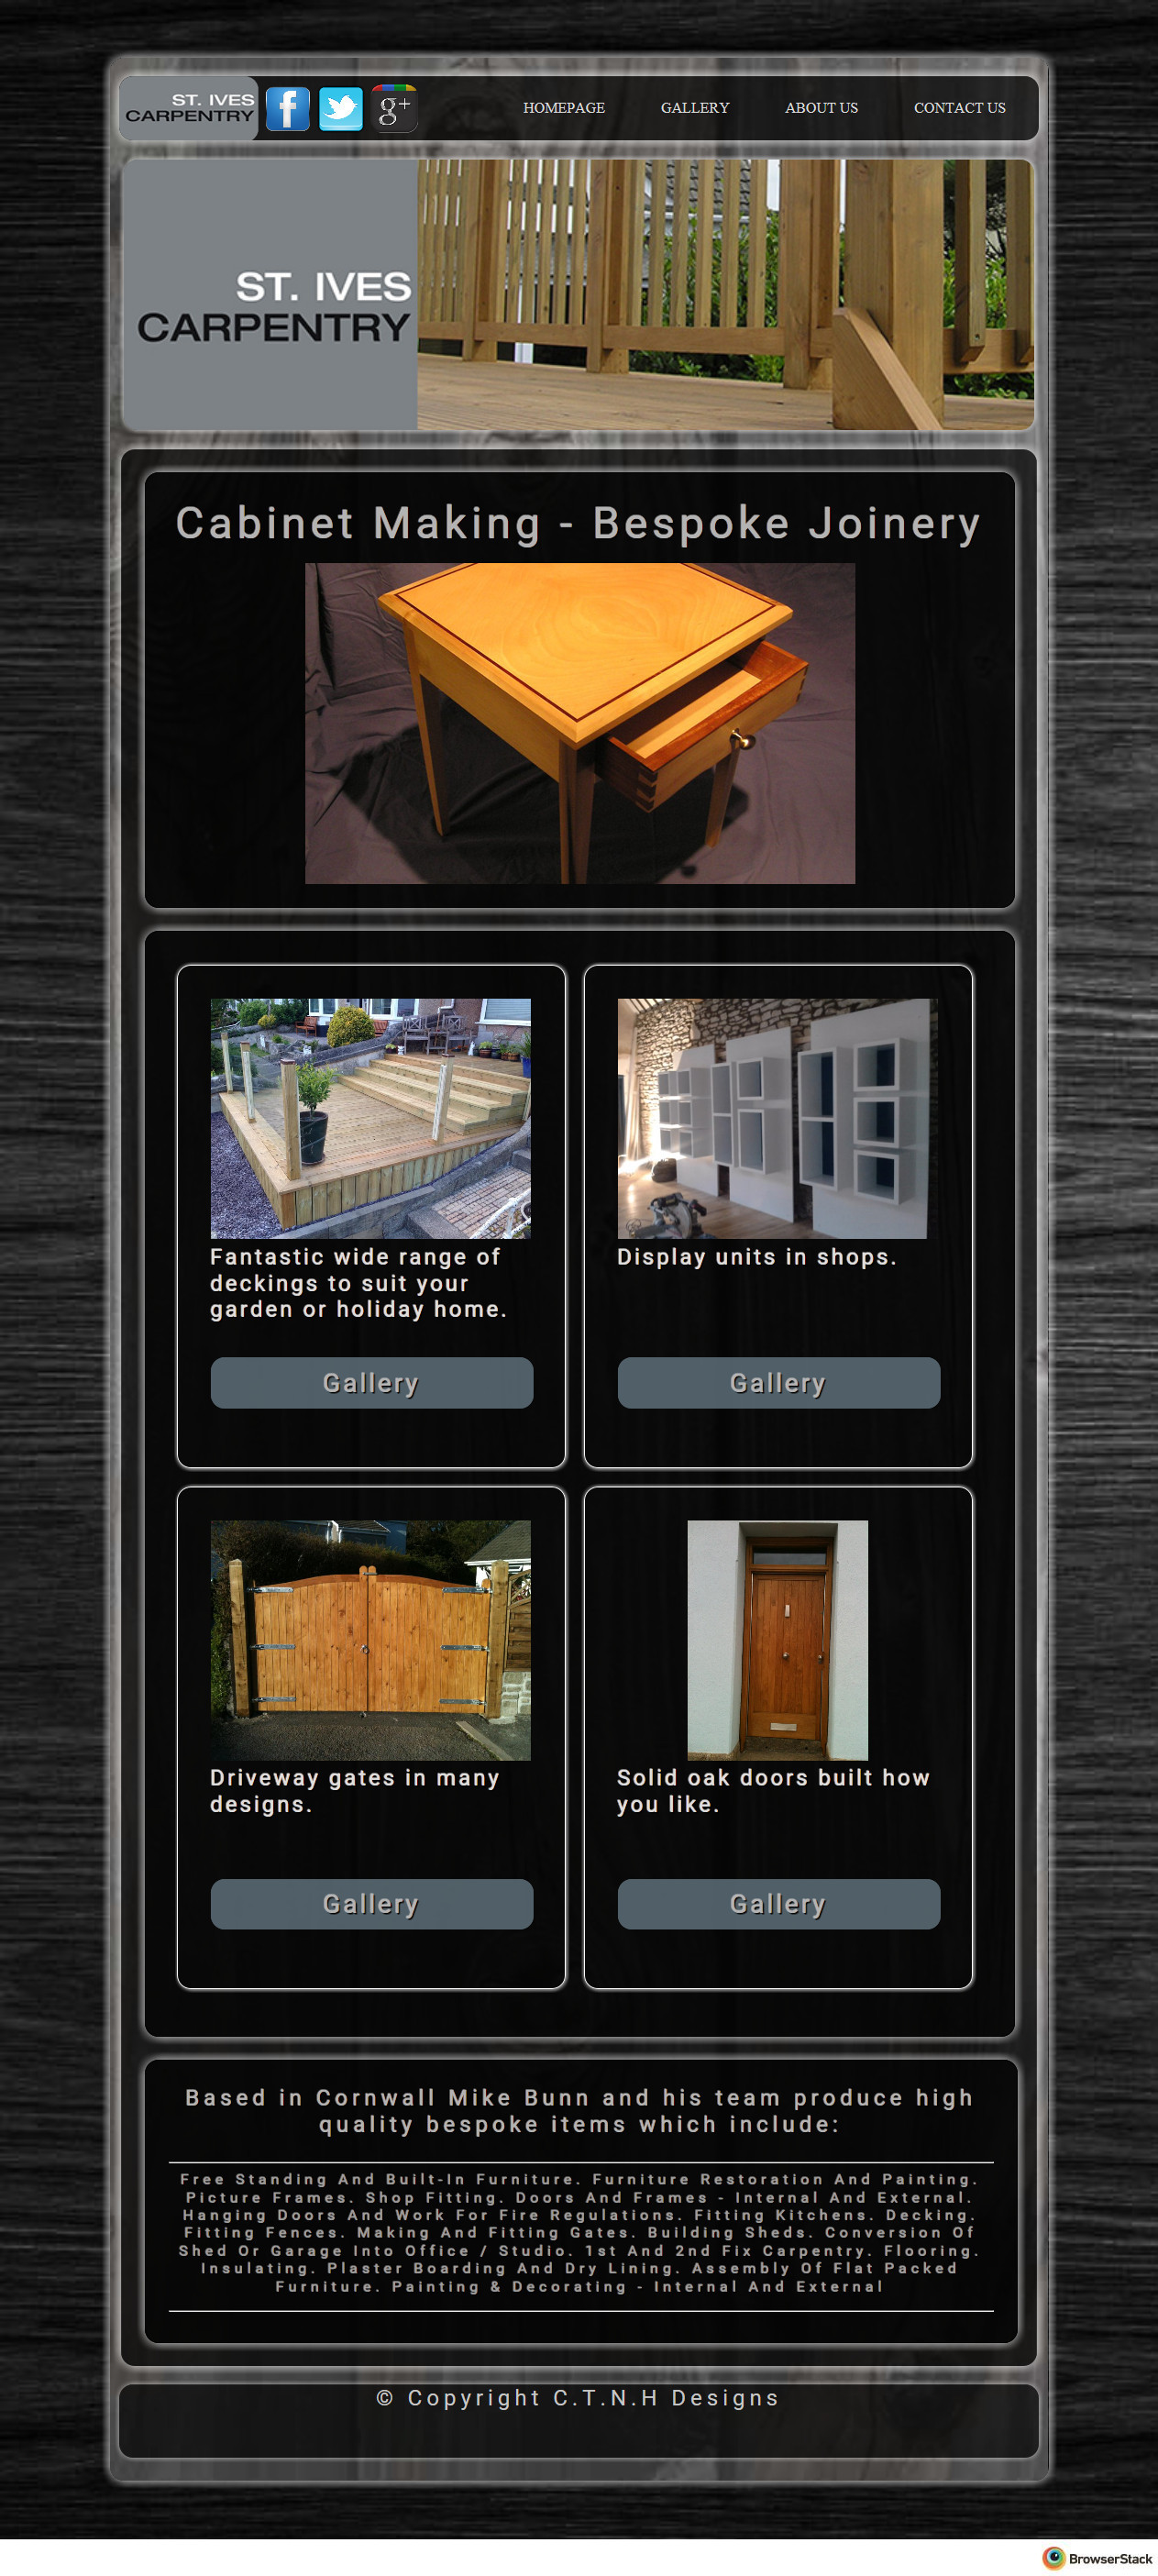 ST. IVES
CARPENTRY
f
g+
HOMEPAGE GALLERY ABOUT US CONTACT US
ST. IVES
CARPENTRY
Cabinet Making - Bespoke Joinery
Fantastic wide range of
deckings to suit your
garden or holiday home.
Gallery
Display units in shops.
Gallery
Driveway gates in many
designs.
Gallery
Solid oak doors built how
you like.
Gallery
Based in Cornwall Mike Bunn and his team produce high
quality bespoke items which include:
Free Standing And Built-In Furniture. Furniture Restoration And Painting.
Picture Frames. Shop Fitting. Doors And Frames - Internal And External.
Hanging Doors And Work For Fire Regulations. Fitting Kitchens. Decking.
Fitting Fences. Making And Fitting Gates. Building Sheds. Conversion Of
Shed Or Garage Into Office / Studio. 1st And 2nd Fix Carpentry. Flooring.
Insulating. Plaster Boarding And Dry Lining. Assembly Of Flat Packed
Furniture. Painting & Decorating - Internal And External
© Copyright C.T.N.H Designs
BrowserStack